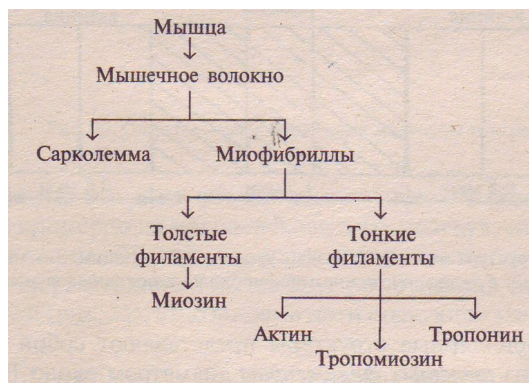 Мышца
Мышечное волокно
Сарколемма Миофибриллы
Толстые Тонкие
филаменты филаменты
Миозин
Актин Тропонин
Тропомиозин